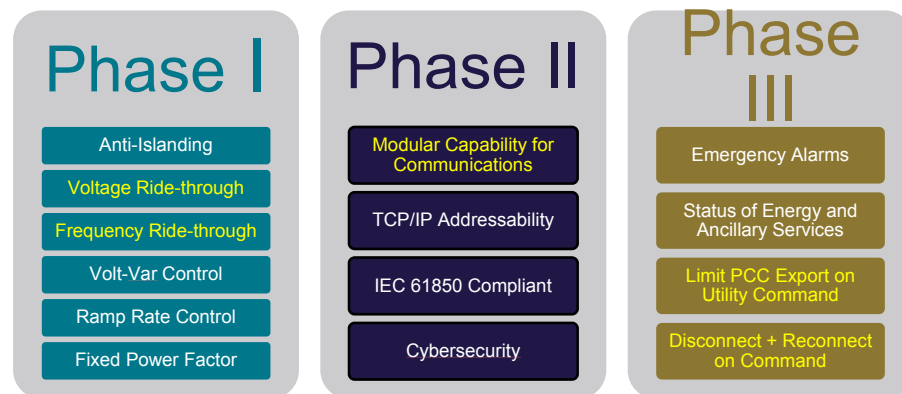 Phase I
Anti-Islanding
Voltage Ride-through
Frequency Ride-through
Volt-Var Control
Ramp Rate Control
Fixed Power Factor
Phase II
Modular Capability for
Communications
TCP/IP Addressability
IEC 61850 Compliant
Cybersecurity
Phase
III
Emergency Alarms
Status of Energy and
Ancillary Services
Limit PCC Export on
Utility Command
Disconnect + Reconnect
on Command